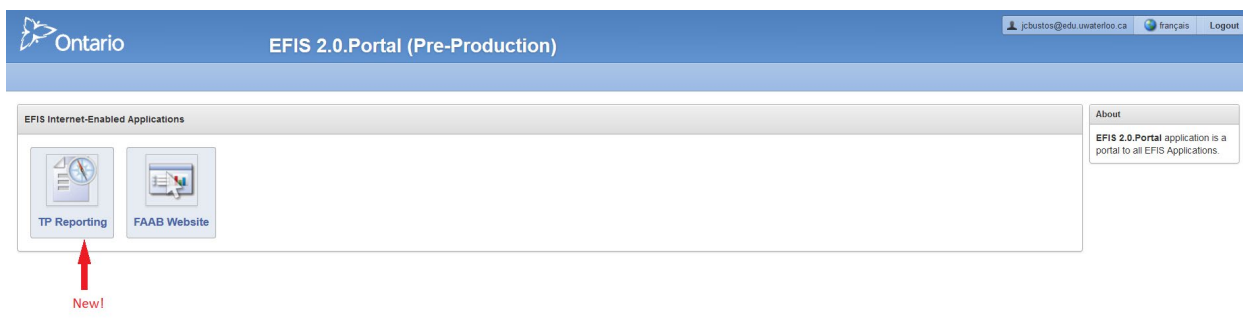 Ontario
EFIS 2.0.Portal (Pre-Production)
jcbustos@edu.uwaterloo.ca français Logout
EFIS Internet-Enabled Applications
TP Reporting
FAAB Website
New!
About
EFIS 2.0.Portal application is a
portal to all EFIS Applications.